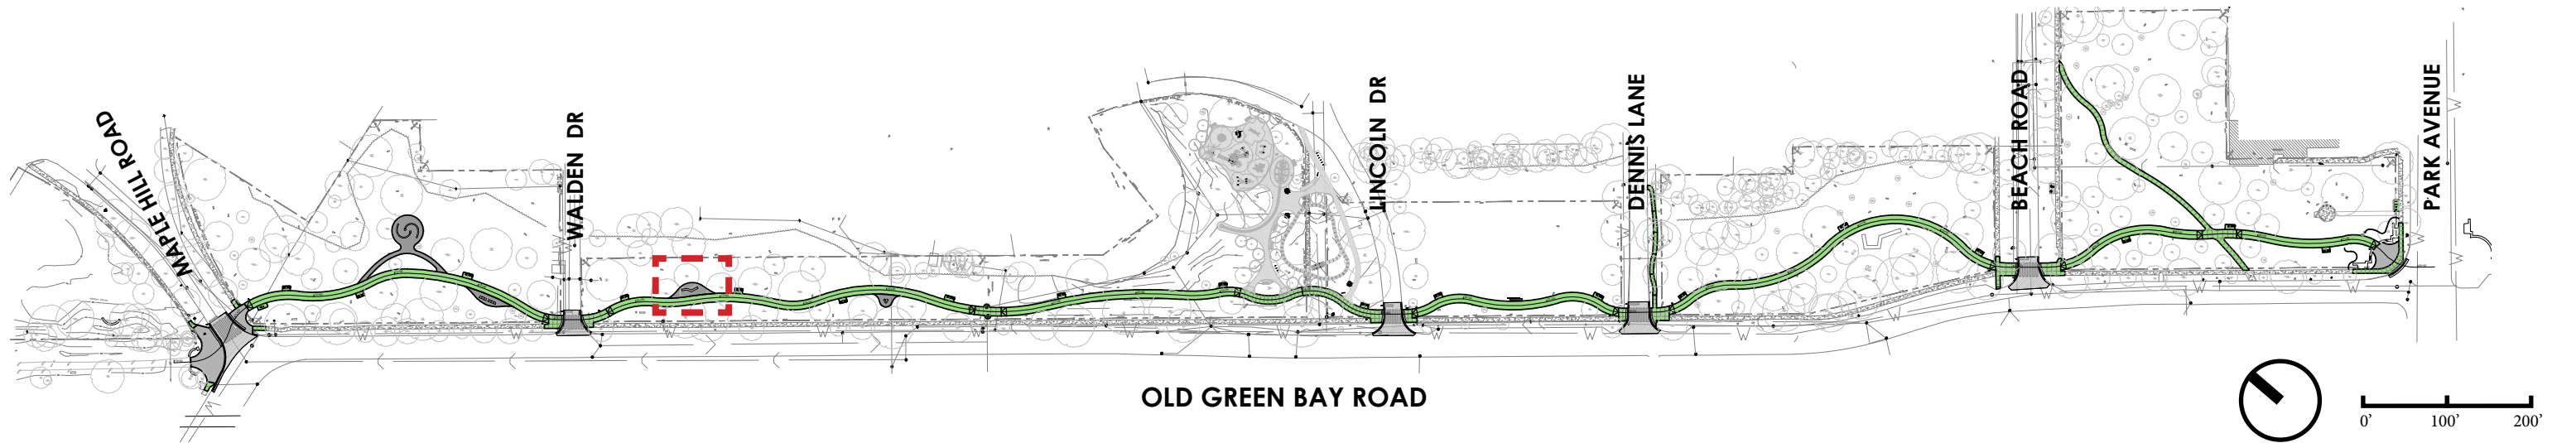 MAPLE HILL ROAD
WALDEN DR
LINCOLN DR
DENNIS LANE
BEACH ROAD
PARK AVENUE
OLD GREEN BAY ROAD
0' 100' 200'